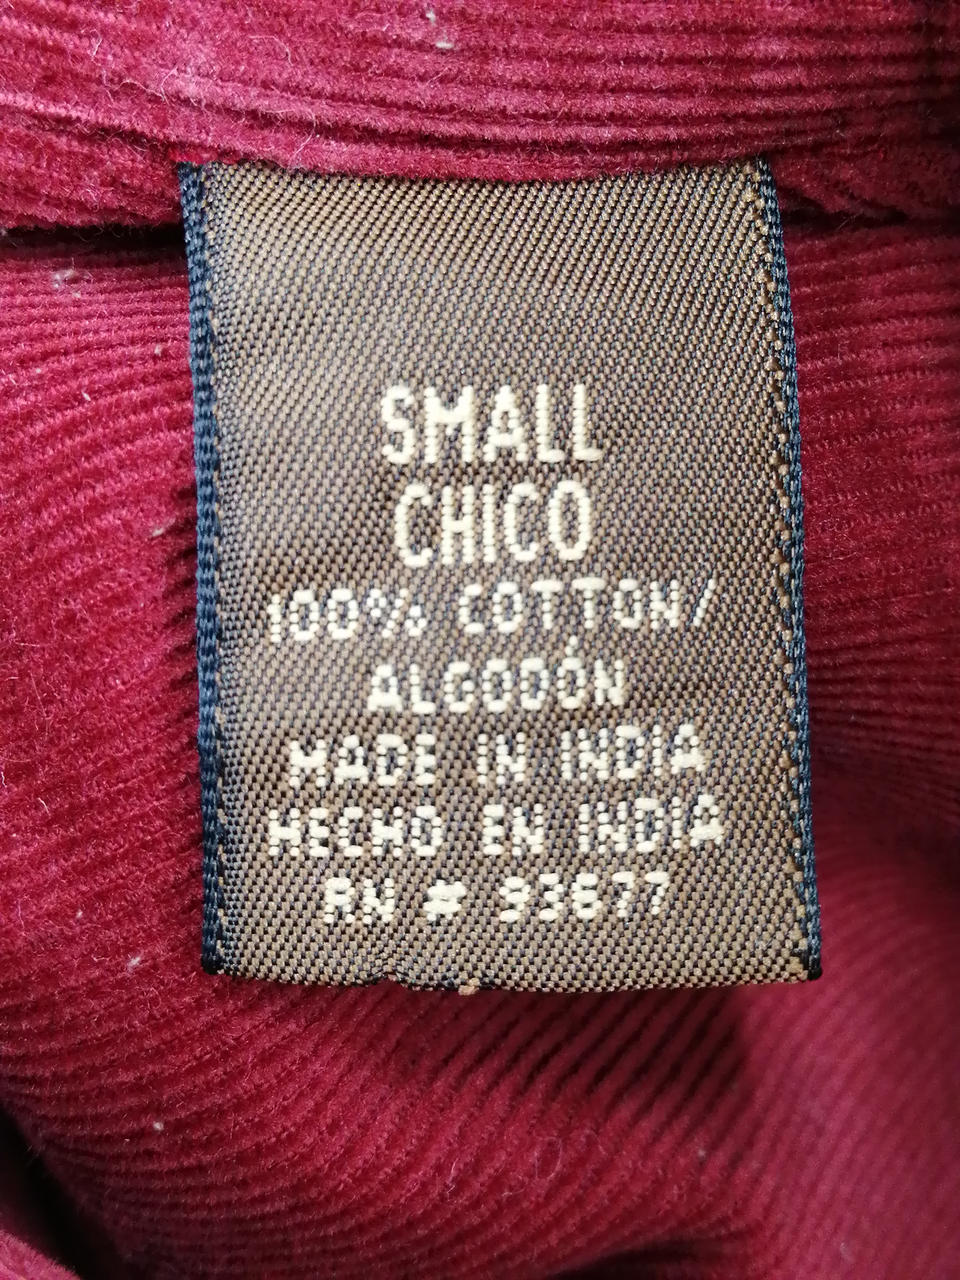 SMALL
CHICO
100% COTTON/
ALGODÓN
MADE IN INDIA
HECHO EN INDIA
RN # 93677